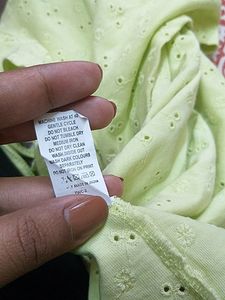 MACHINE WASH AT 40
GENTLE CYCLE
DO NOT BLEACH
DO NOT TUMBLE DRY
MEDIUM IRON
DO NOT DRY CLEAN
WASH INSIDE OUT
WASH DARK COLOURS
SEPARATELY
DO NOT IRON ON PRINT
MADE IN INDIA